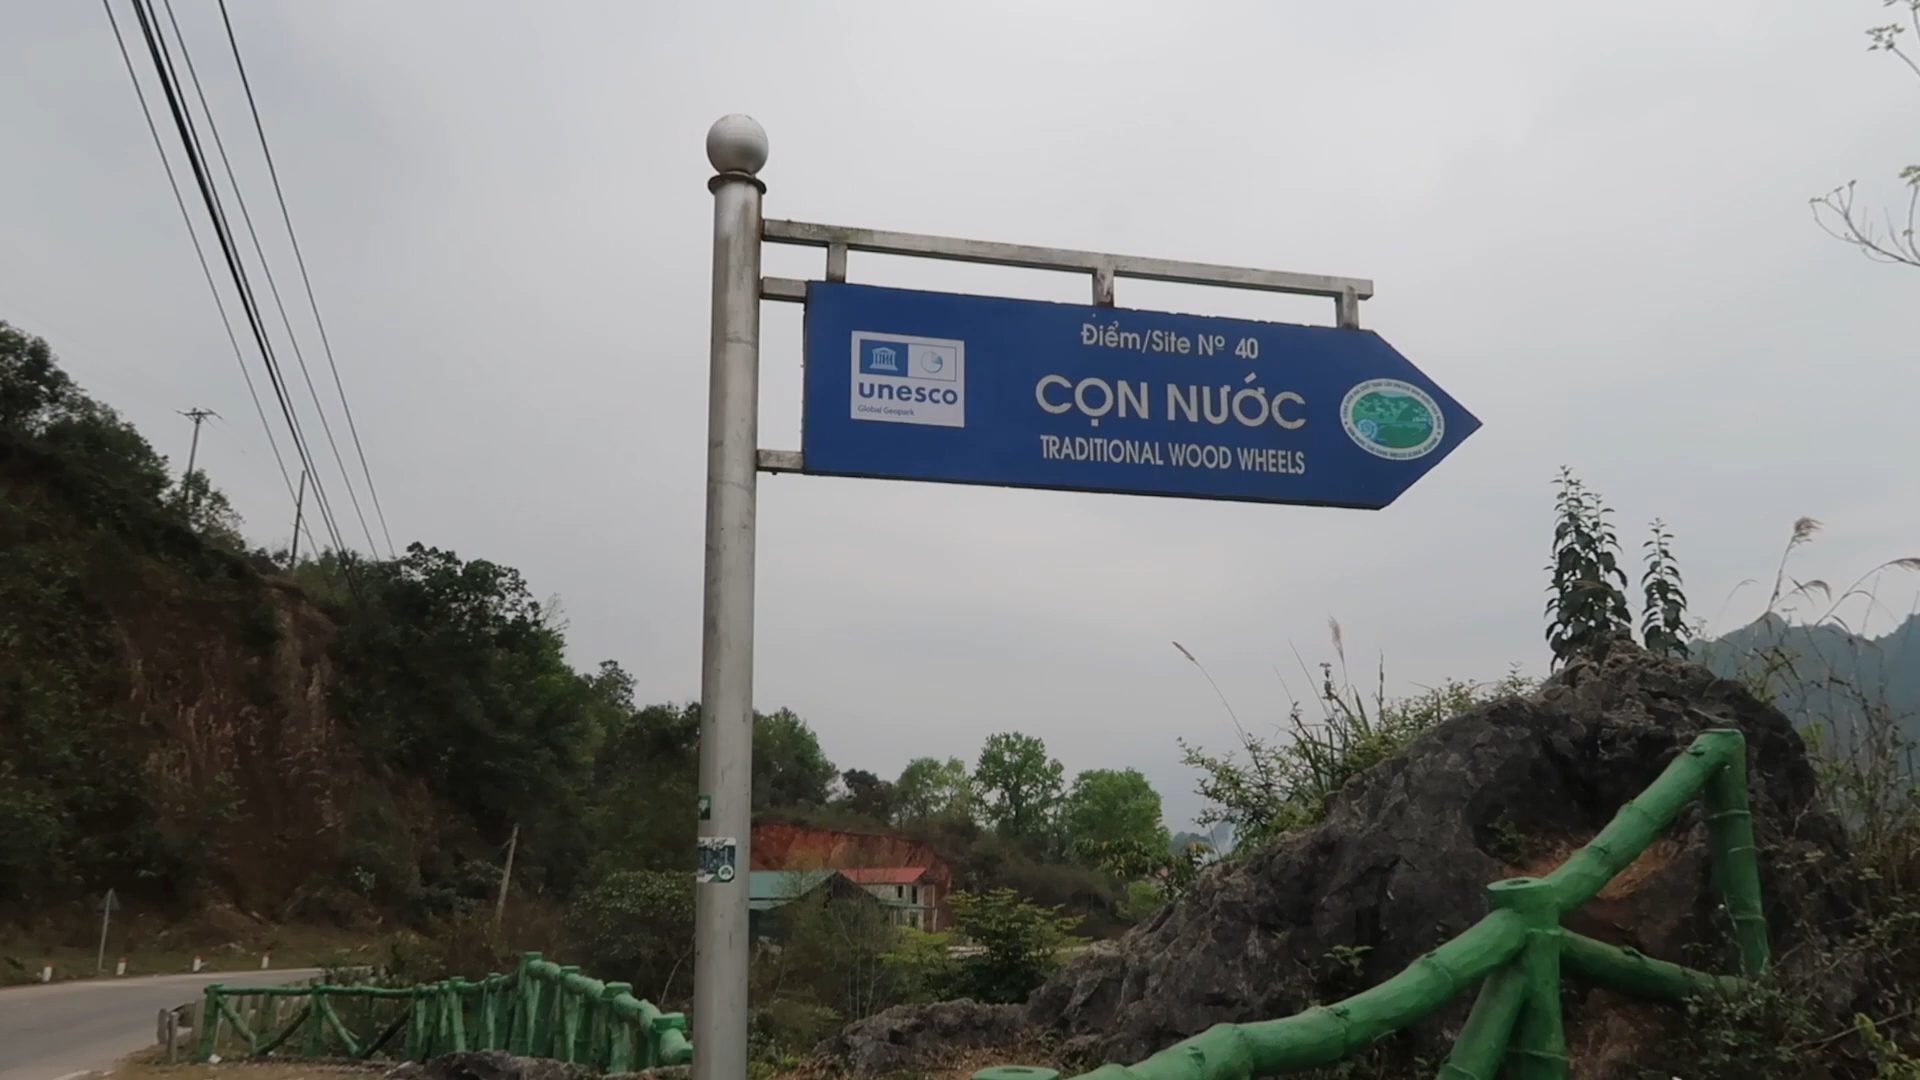 Điểm/Site Nº 40
unesco
Global Geopark
CỌN NƯỚC
TRADITIONAL WOOD WHEELS